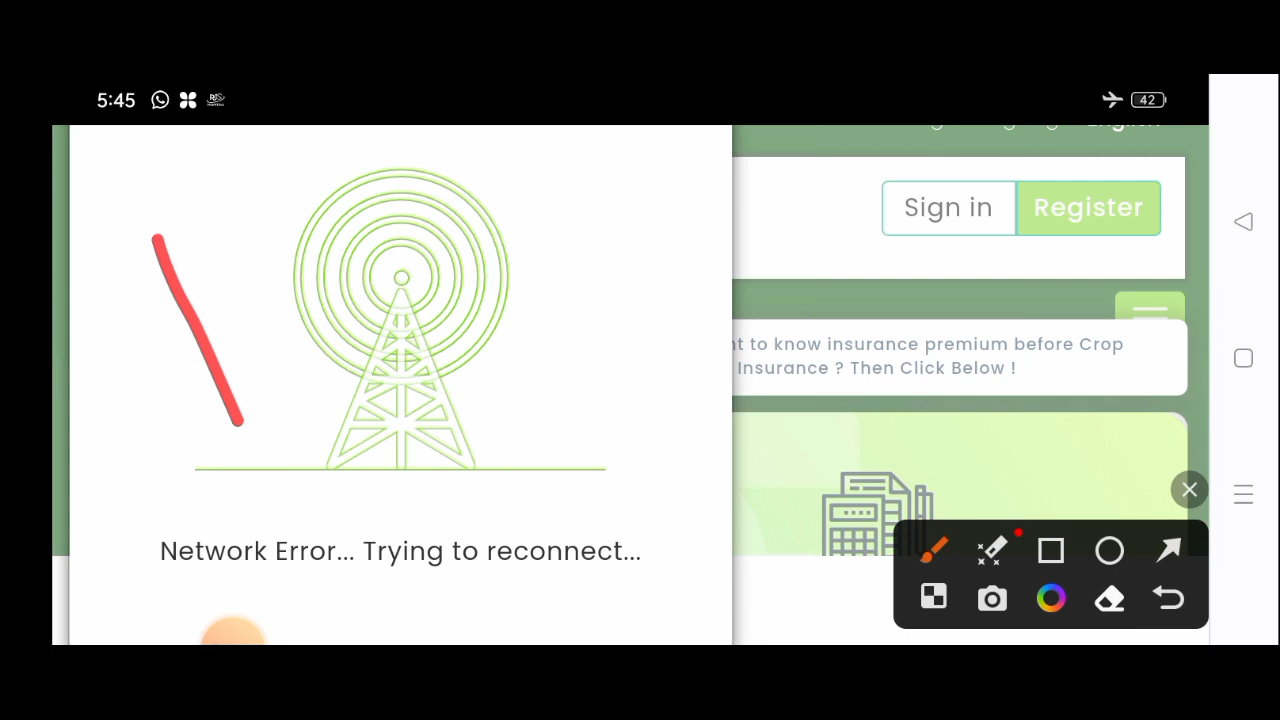 5:45
42
English
Sign in
Register
nt to know insurance premium before Crop
Insurance ? Then Click Below !
Network Error... Trying to reconnect...